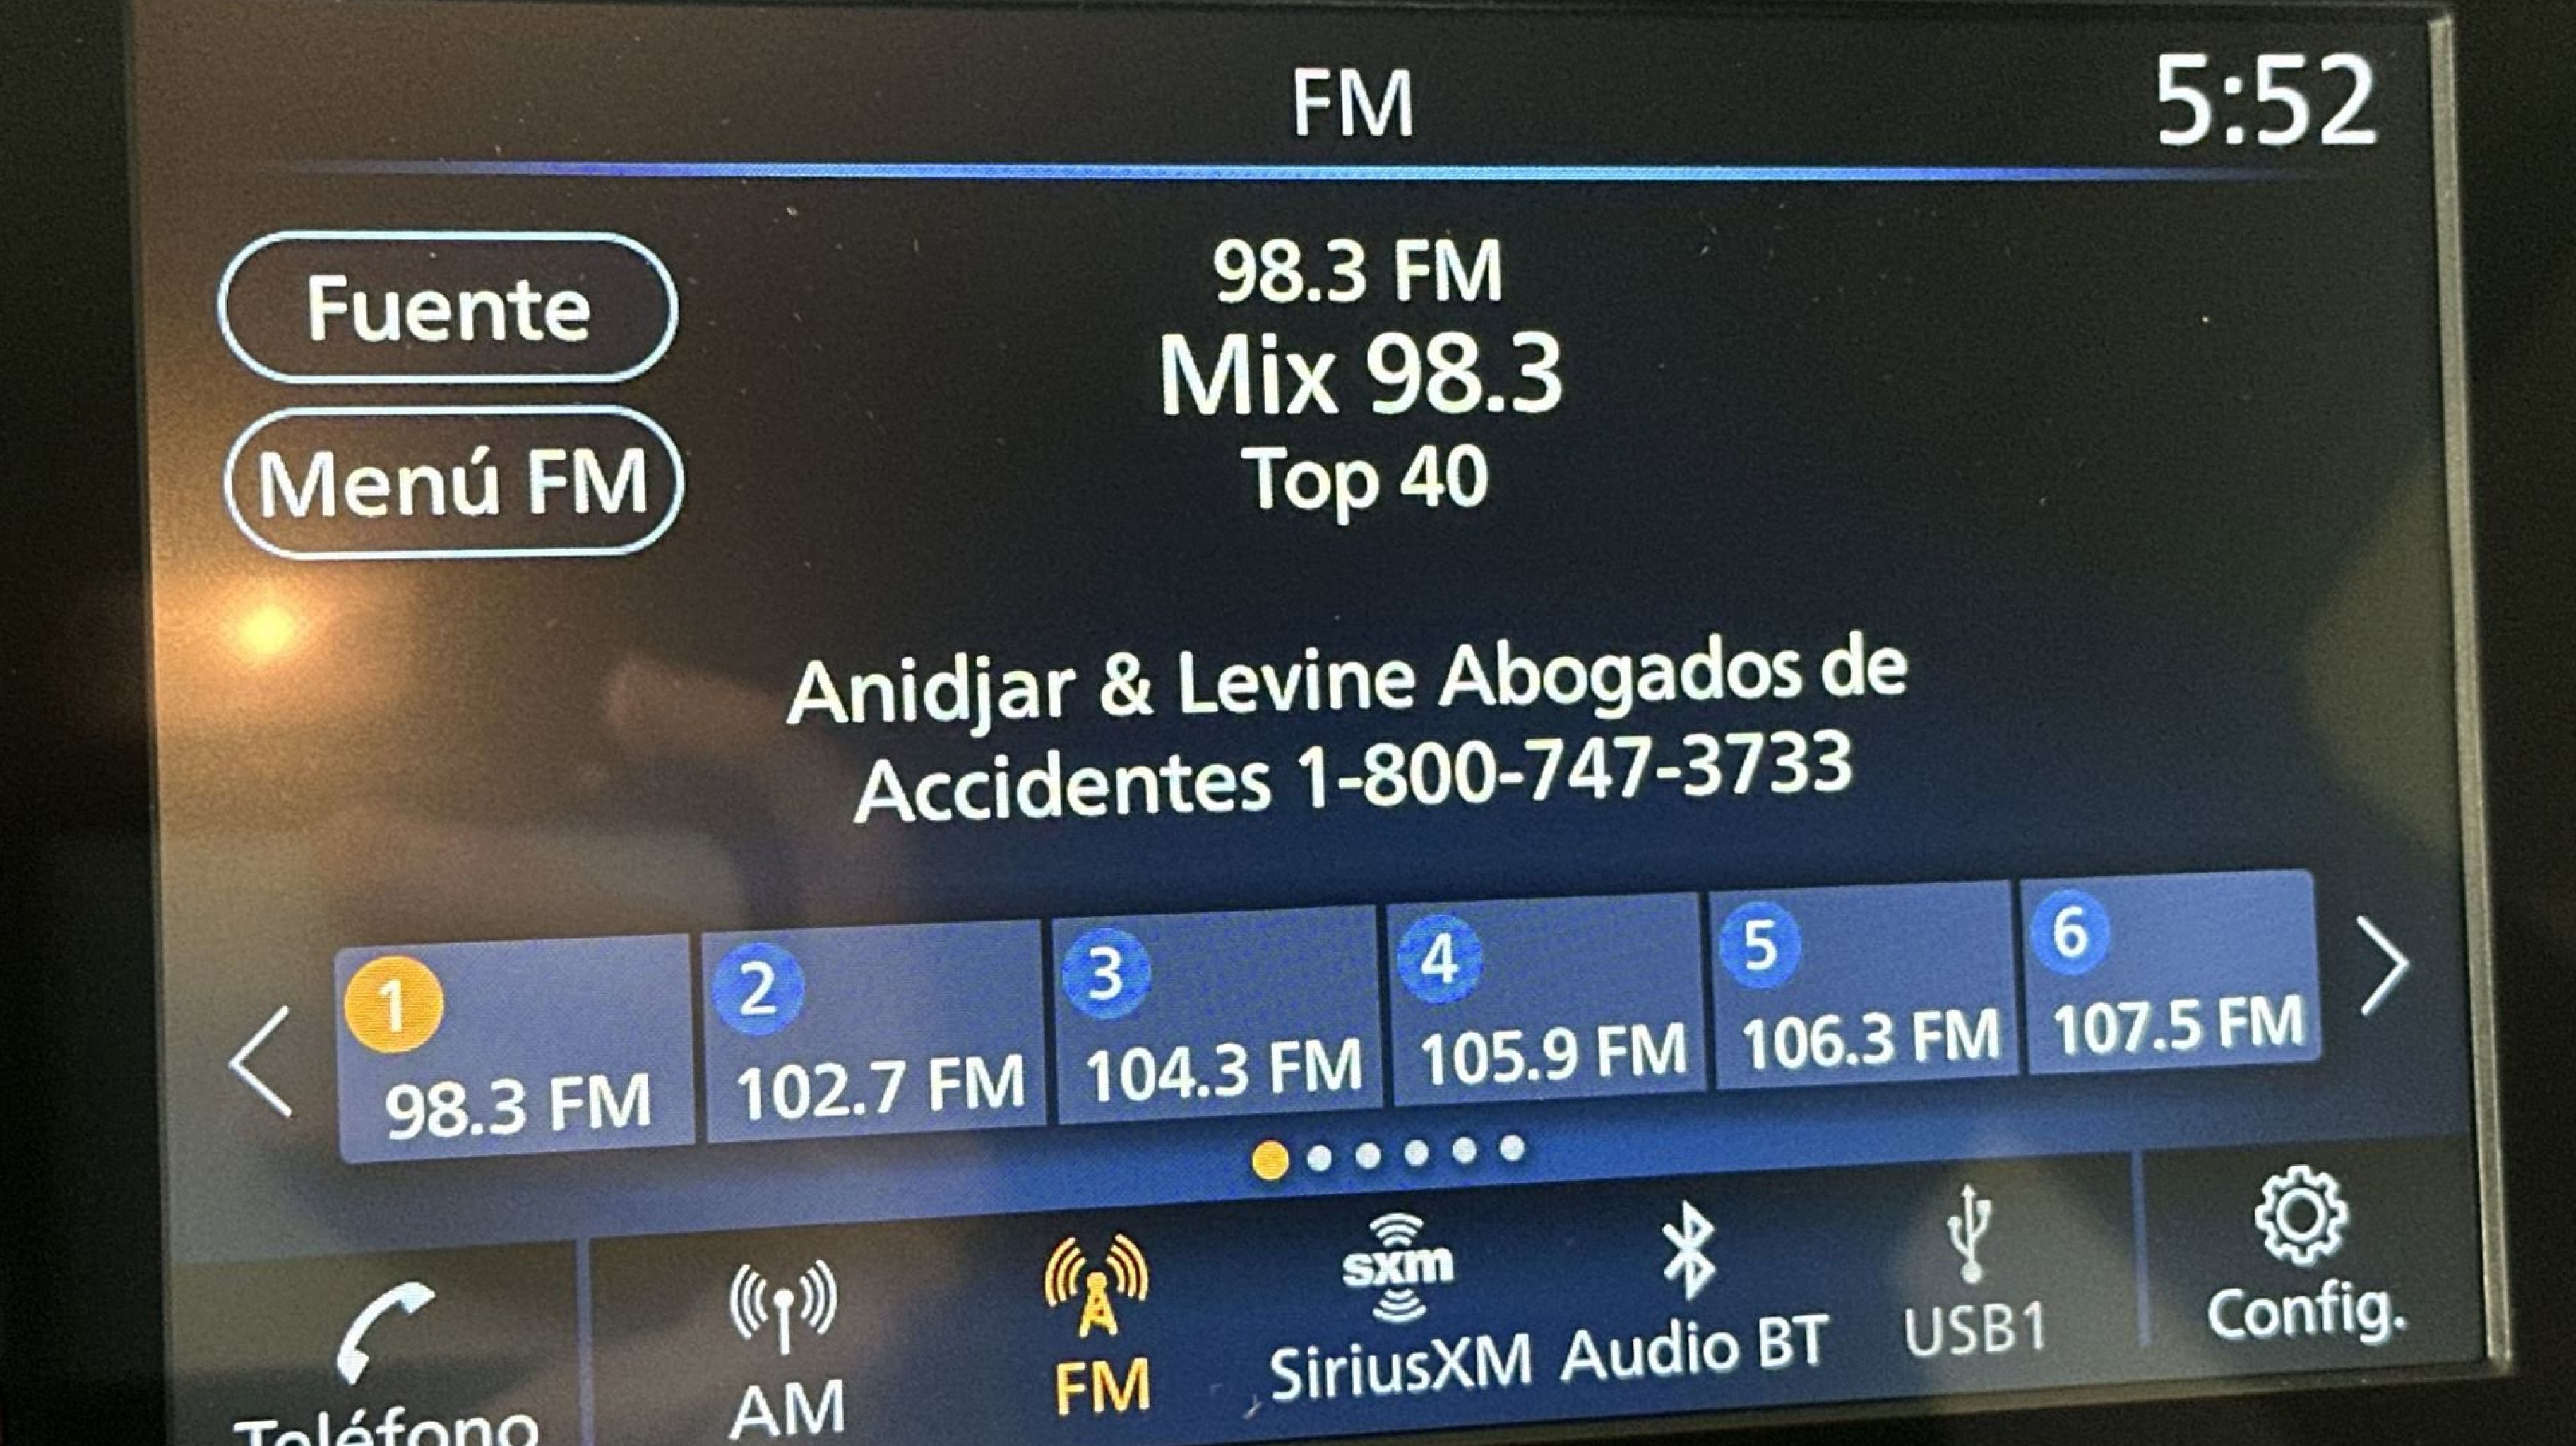 FM
5:52
Fuente
Menú FM
98.3 FM
Mix 98.3
Top 40
Anidjar & Levine Abogados de
Accidentes 1-800-747-3733
1
98.3 FM
2
102.7 FM
3
104.3 FM
4
105.9 FM
5
106.3 FM
6
107.5 FM
Teléfono
AM
FM
sxm
SiriusXM
Audio BT
USB1
Config.